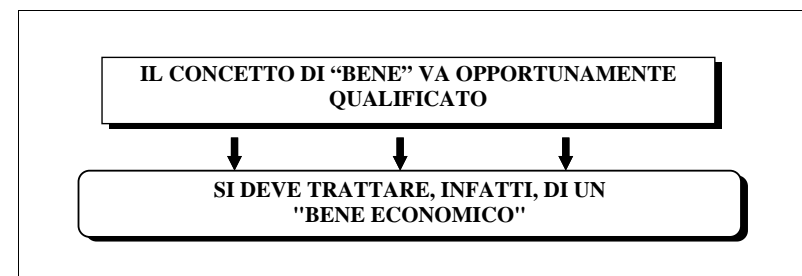 IL CONCETTO DI “BENE” VA OPPORTUNAMENTE
QUALIFICATO
SI DEVE TRATTARE, INFATTI, DI UN
"BENE ECONOMICO"